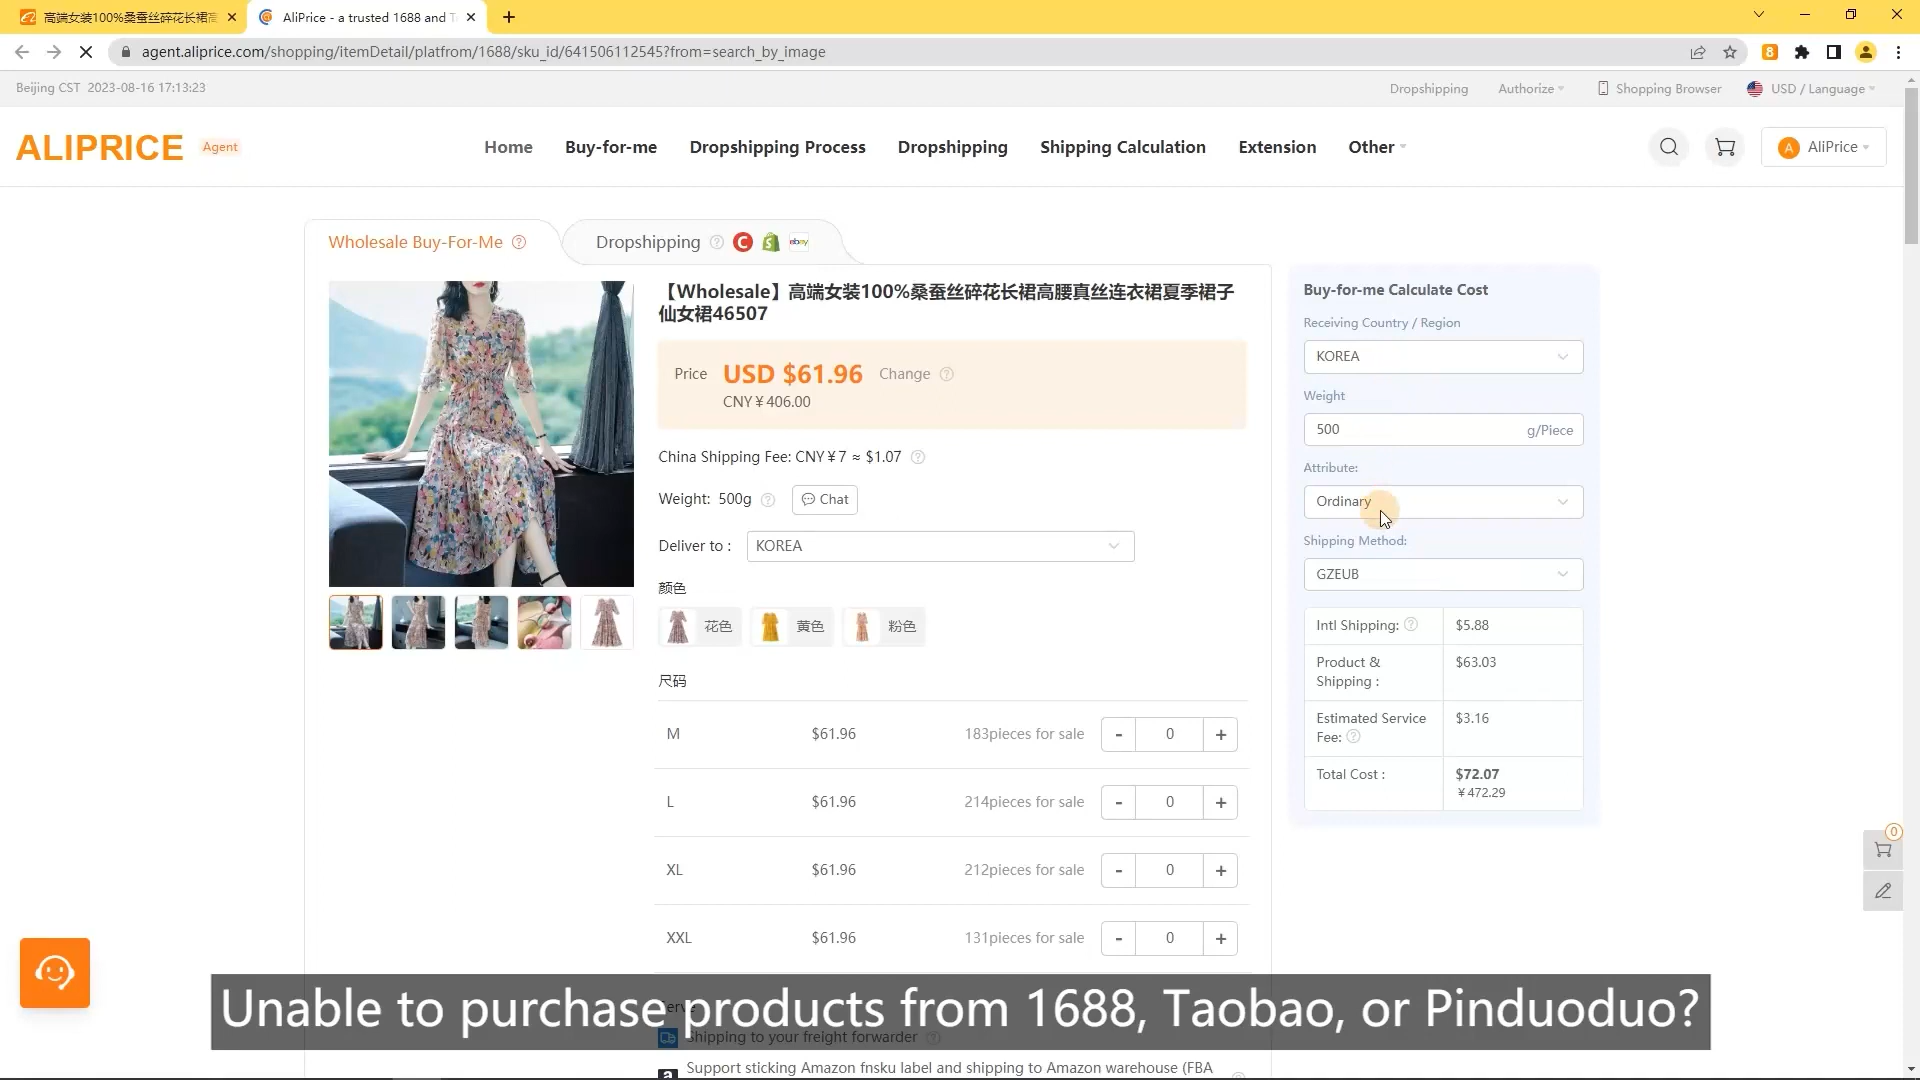 高端女装100%桑蚕丝碎花长裙高
AliPrice - a trusted 1688 and T
agent.aliprice.com/shopping/itemDetail/platfrom/1688/sku_id/641506112545?from=search_by_image
8
Beijing CST 2023-08-16 17:13:23
Dropshipping
Authorize
Shopping Browser
USD / Language
ALIPRICE
Agent
Home
Buy-for-me
Dropshipping Process
Dropshipping
Shipping Calculation
Extension
Other
A AliPrice
Wholesale Buy-For-Me ?
Dropshipping ? C S ebay
【Wholesale】高端女装100%桑蚕丝碎花长裙高腰真丝连衣裙夏季裙子
仙女裙46507
Price USD $61.96 Change ?
CNY￥406.00
China Shipping Fee: CNY￥7 ≈ $1.07 ?
Weight: 500g ? Chat
Deliver to : KOREA
颜色
花色 黄色 粉色
尺码
M $61.96 183pieces for sale - 0 +
L $61.96 214pieces for sale - 0 +
XL $61.96 212pieces for sale - 0 +
XXL $61.96 131pieces for sale - 0 +
Buy-for-me Calculate Cost
Receiving Country / Region
KOREA
Weight
500 g/Piece
Attribute:
Ordinary
Shipping Method:
GZEUB
Intl Shipping: ? $5.88
Product & $63.03
Shipping :
Estimated Service $3.16
Fee: ?
Total Cost : $72.07
￥472.29
0
Unable to purchase products from 1688, Taobao, or Pinduoduo?
Shipping to your freight forwarder ?
Support sticking Amazon fnsku label and shipping to Amazon warehouse (FBA